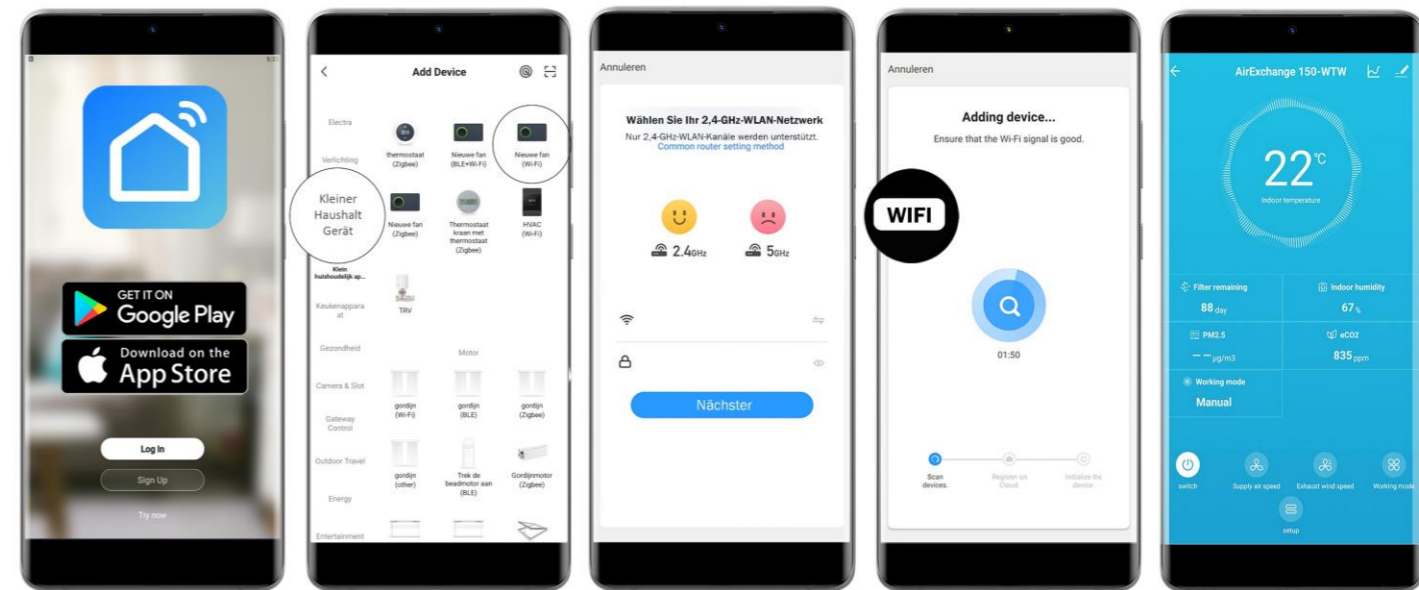 GET IT ON
Google Play
Download on the
App Store
Log In
Sign Up
Try now
Add Device
Electra
Verlichting
Kleiner
Haushalt
Gerät
Klein
huishoudelijk ap...
Keukenappara
at
Gezondheid
Camera & Slot
Gateway
Control
Outdoor Travel
Energy
Entertainment
thermostaat
(Zigbee)
Nieuwe fan
(BLE+Wi-Fi)
Nieuwe fan
(Wi-Fi)
Nieuwe fan
(Zigbee)
Thermostaat
kraan met
thermostaat
(Zigbee)
HVAC
(Wi-Fi)
TRV
Motor
gordijn
(Wi-Fi)
gordijn
(BLE)
gordijn
(Zigbee)
gordijn
(other)
Trek de
beadmotor aan
(BLE)
Gordijnmotor
(Zigbee)
Annuleren
Wählen Sie Ihr 2,4-GHz-WLAN-Netzwerk
Nur 2,4-GHz-WLAN-Kanäle werden unterstützt.
Common router setting method
2.4GHz
5GHz
Nächster
Annuleren
Adding device...
Ensure that the Wi-Fi signal is good.
WIFI
01:50
Scan
devices.
Register on
Cloud.
Initialize the
device.
AirExchange 150-WTW
22°C
Indoor temperature
Filter remaining
88 day
Indoor humidity
67 %
PM2.5
-- μg/m3
eCO2
835 ppm
Working mode
Manual
switch
Supply air speed
Exhaust wind speed
Working mode
setup